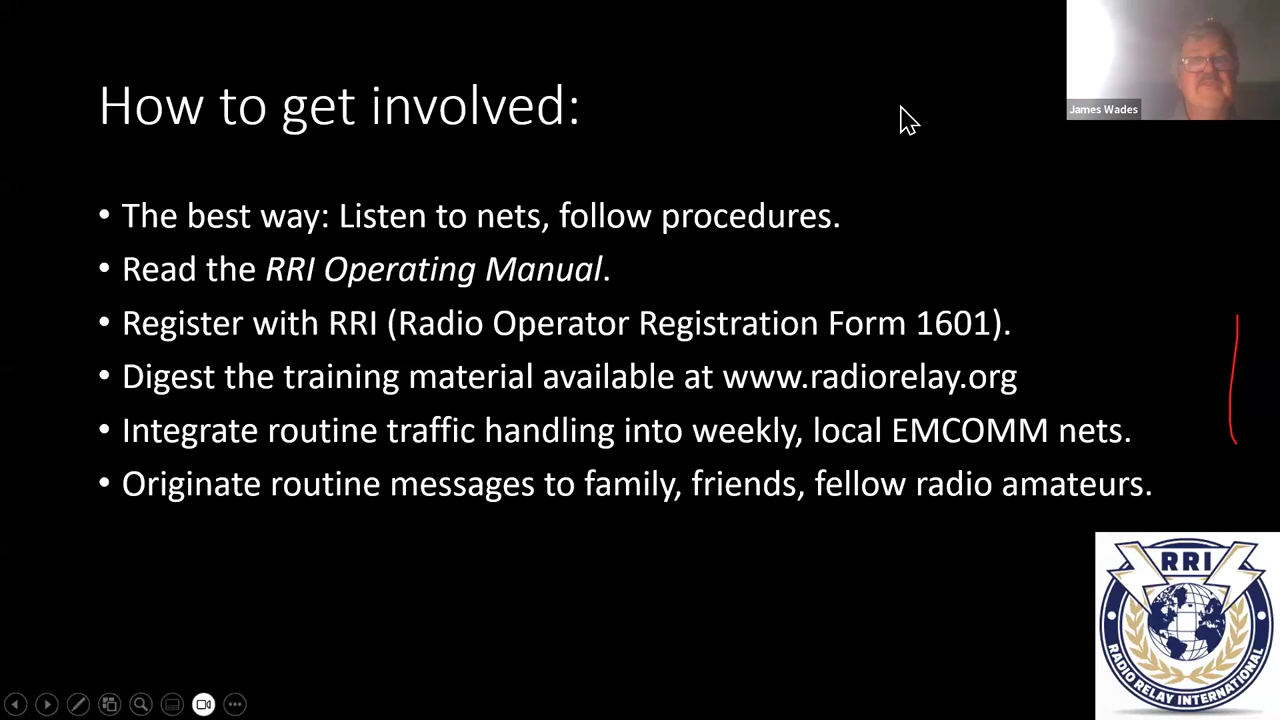 James Wades
How to get involved:
• The best way: Listen to nets, follow procedures.
• Read the RRI Operating Manual.
• Register with RRI (Radio Operator Registration Form 1601).
• Digest the training material available at www.radiorelay.org
• Integrate routine traffic handling into weekly, local EMCOMM nets.
• Originate routine messages to family, friends, fellow radio amateurs.
RRI
RADIO RELAY INTERNATIONAL